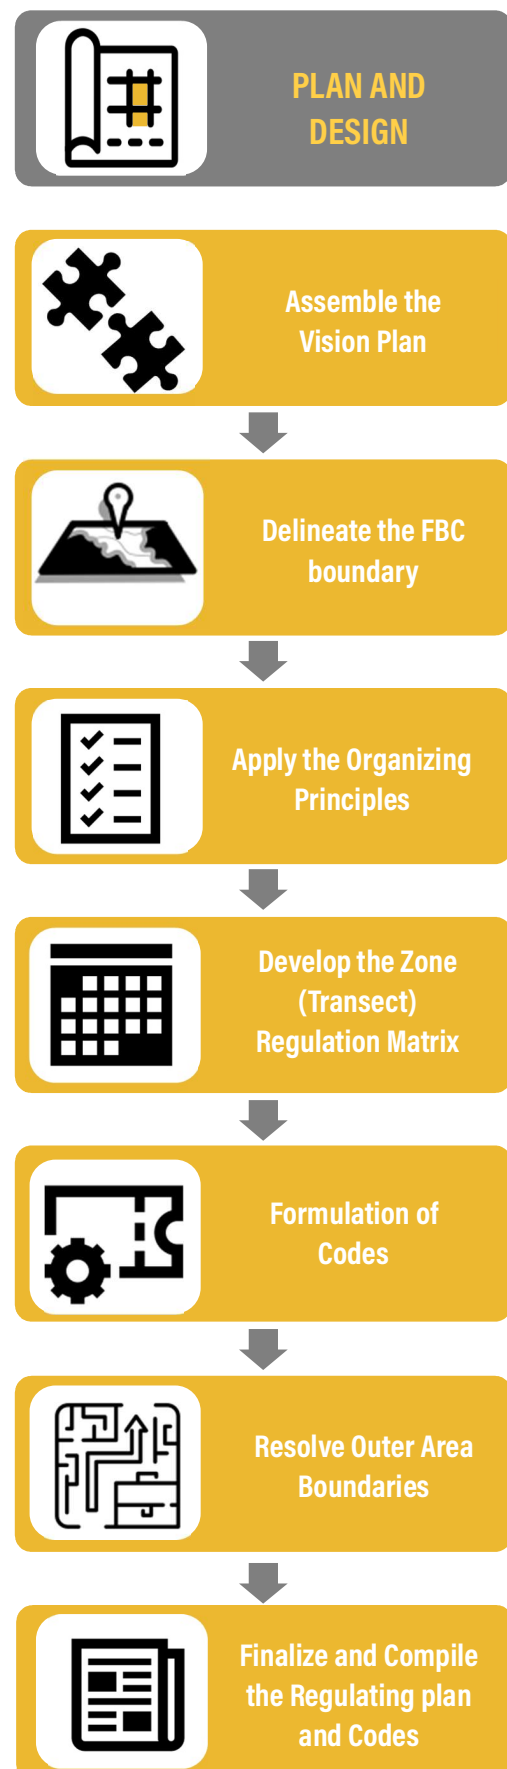 PLAN AND
DESIGN
Assemble the
Vision Plan
Delineate the FBC
boundary
Apply the Organizing
Principles
Develop the Zone
(Transect)
Regulation Matrix
Formulation of
Codes
Resolve Outer Area
Boundaries
Finalize and Compile
the Regulating plan
and Codes